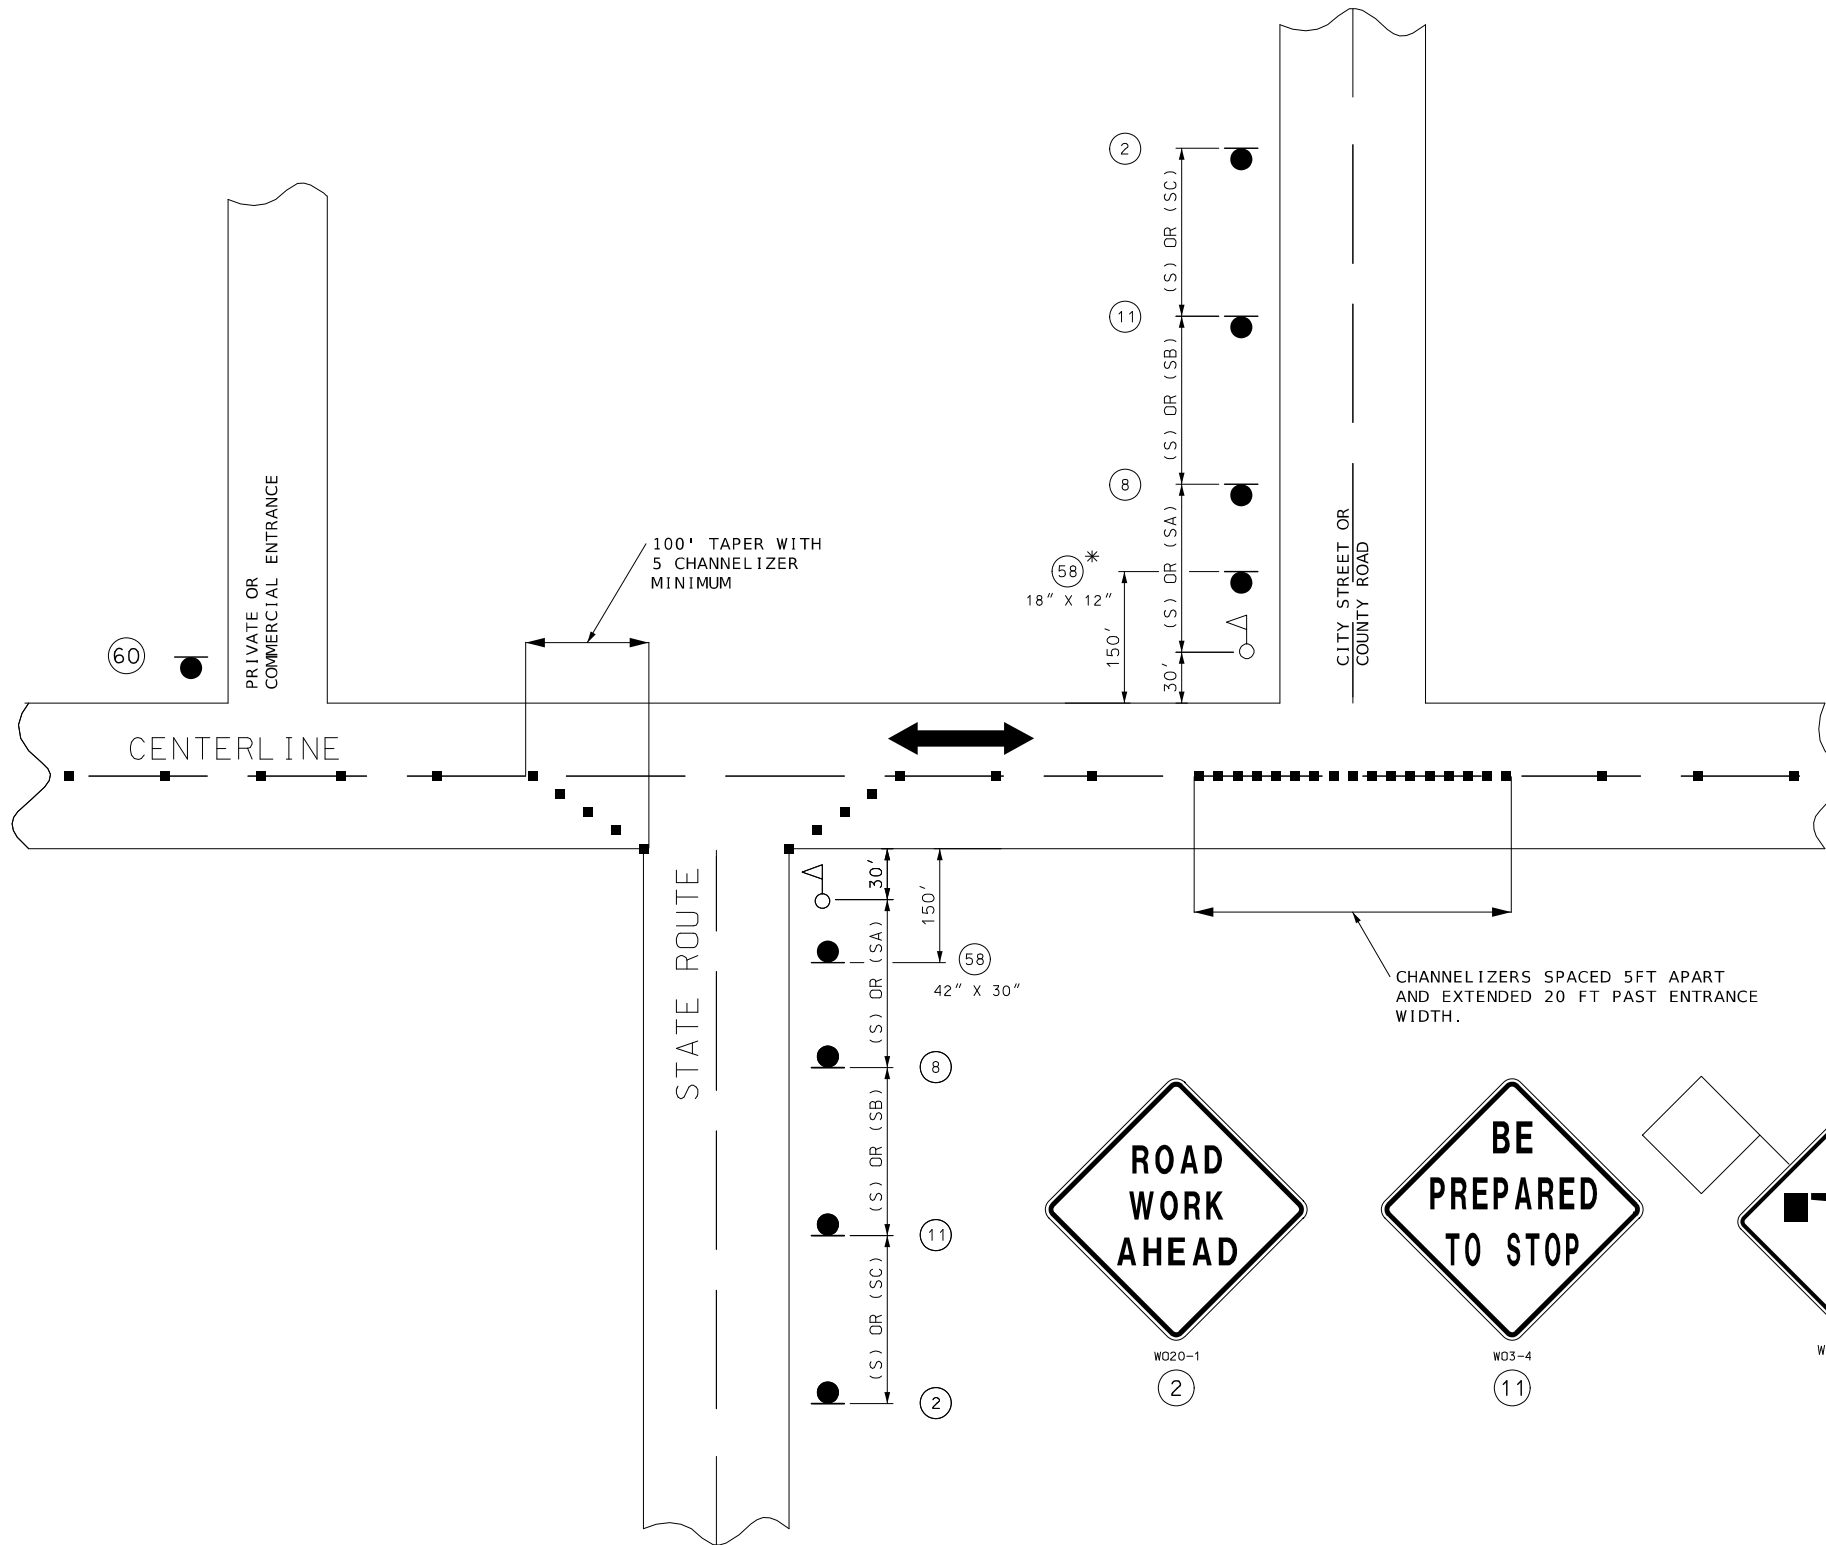 2
(S) OR (SC)
11
(S) OR (SB)
8
(S) OR (SA)
58 *
18" X 12"
150'
30'
CITY STREET OR
COUNTY ROAD
PRIVATE OR
COMMERCIAL ENTRANCE
60
100' TAPER WITH
5 CHANNELIZER
MINIMUM
CENTERLINE
STATE ROUTE
30'
150'
58
42" X 30"
(S) OR (SA)
8
(S) OR (SB)
11
(S) OR (SC)
2
CHANNELIZERS SPACED 5FT APART
AND EXTENDED 20 FT PAST ENTRANCE
WIDTH.
ROAD
WORK
AHEAD
WO20-1
2
BE
PREPARED
TO STOP
WO3-4
11
W